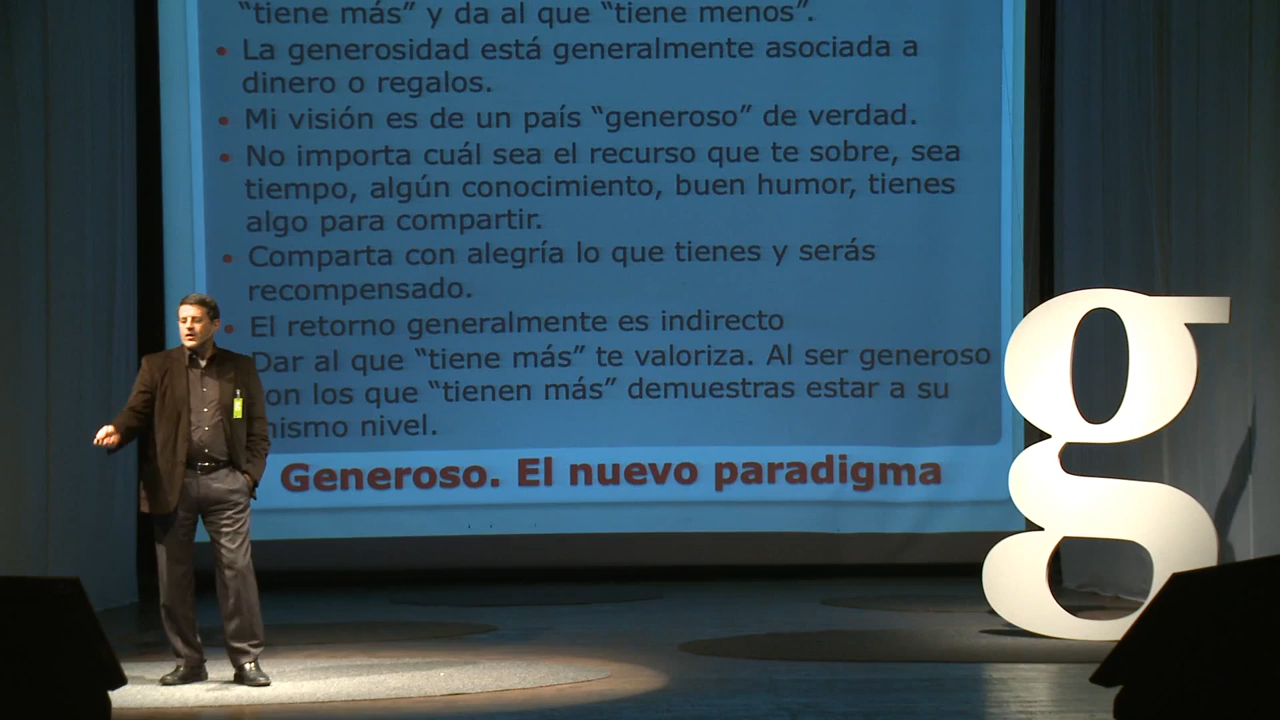 “tiene más” y da al que “tiene menos”.
• La generosidad está generalmente asociada a
dinero o regalos.
• Mi visión es de un país “generoso” de verdad.
• No importa cuál sea el recurso que te sobre, sea
tiempo, algún conocimiento, buen humor, tienes
algo para compartir.
• Comparta con alegría lo que tienes y serás
recompensado.
• El retorno generalmente es indirecto
Dar al que “tiene más” te valoriza. Al ser generoso
on los que “tienen más” demuestras estar a su
mismo nivel.
Generoso. El nuevo paradigma
g